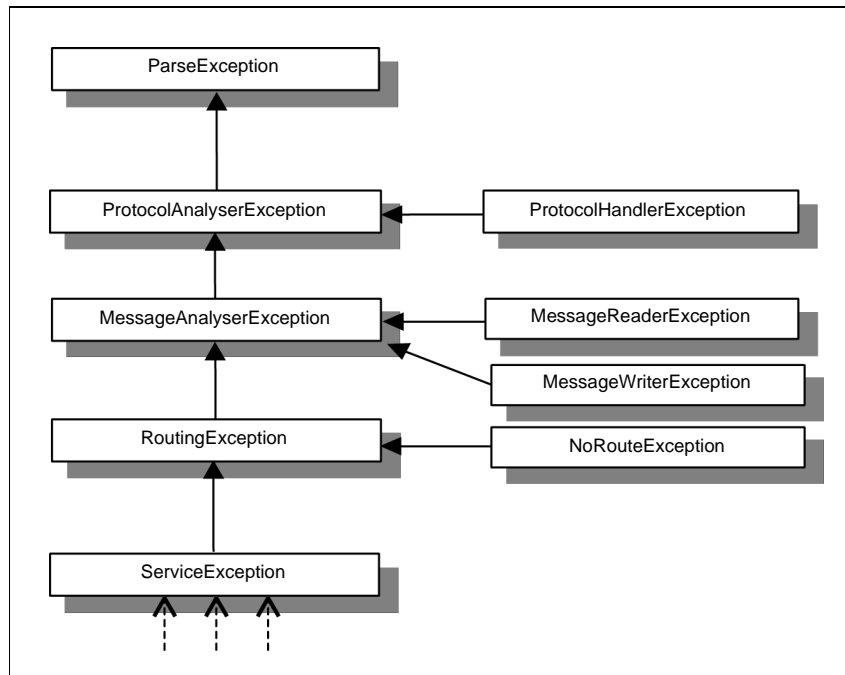 ParseException
ProtocolAnalyserException
ProtocolHandlerException
MessageAnalyserException
MessageReaderException
MessageWriterException
RoutingException
NoRouteException
ServiceException